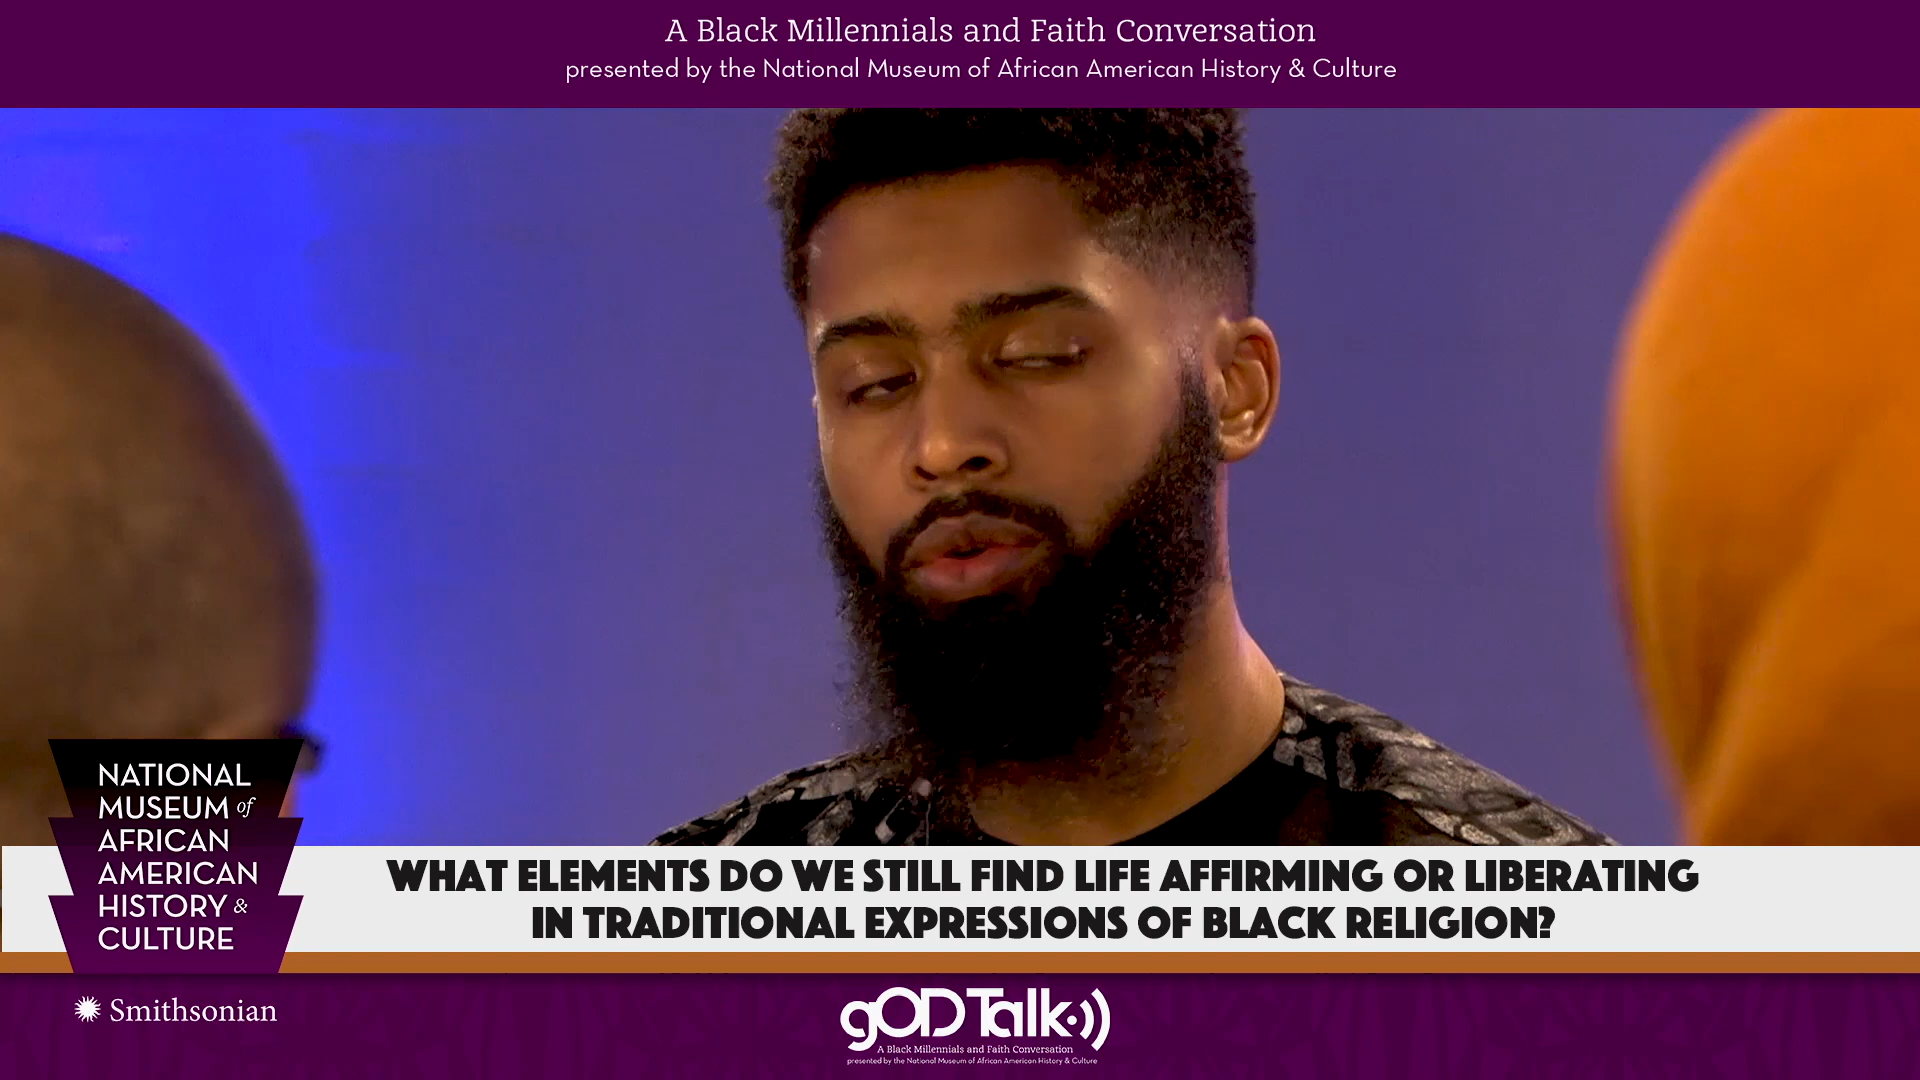 A Black Millennials and Faith Conversation
presented by the National Museum of African American History & Culture
NATIONAL
MUSEUM of
AFRICAN
AMERICAN
HISTORY &
CULTURE
WHAT ELEMENTS DO WE STILL FIND LIFE AFFIRMING OR LIBERATING
IN TRADITIONAL EXPRESSIONS OF BLACK RELIGION?
Smithsonian
gODTalk
A Black Millennials and Faith Conversation
presented by the National Museum of African American History & Culture